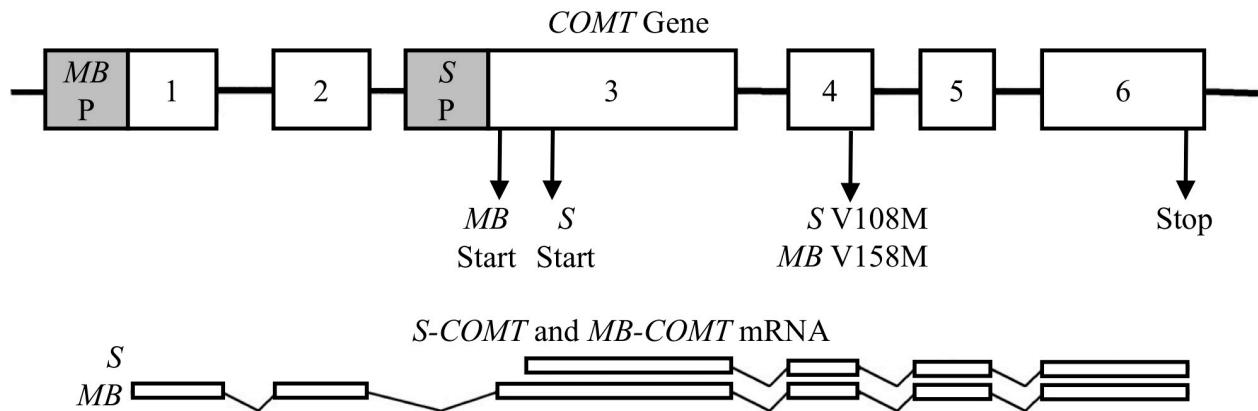 COMT Gene
MB P 1 2 S P 3 4 5 6
MB Start
S Start
S V108M
MB V158M
Stop
S-COMT and MB-COMT mRNA
S
MB